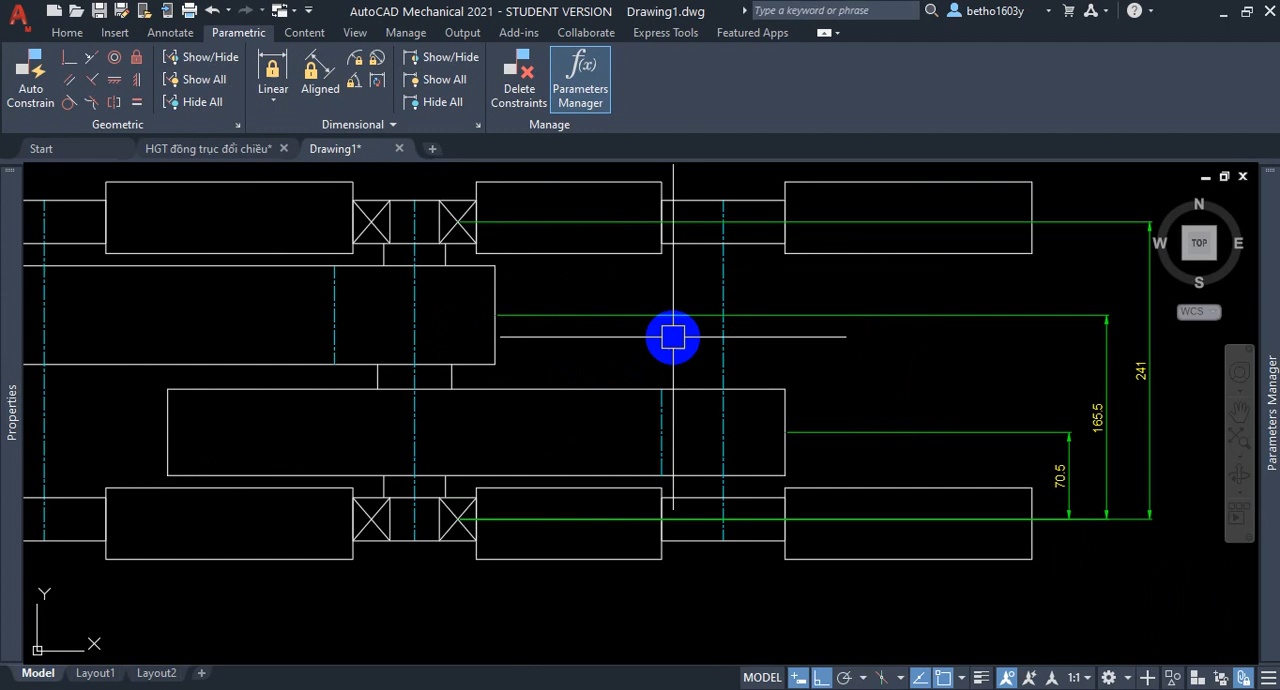 AutoCAD Mechanical 2021 - STUDENT VERSION Drawing1.dwg
Type a keyword or phrase
betho1603y
Home Insert Annotate Parametric Content View Manage Output Add-ins Collaborate Express Tools Featured Apps
Auto
Constrain
Show/Hide
Show All
Hide All
Linear
Aligned
Show/Hide
Show All
Hide All
Delete
Constraints
f(x)
Parameters
Manager
Geometric
Dimensional
Manage
Start
HGT đồng trục đổi chiều*
Drawing1*
N
W
TOP
E
S
WCS
241
165.5
70.5
Properties
Parameters Manager
Y
X
Model Layout1 Layout2
MODEL
1:1